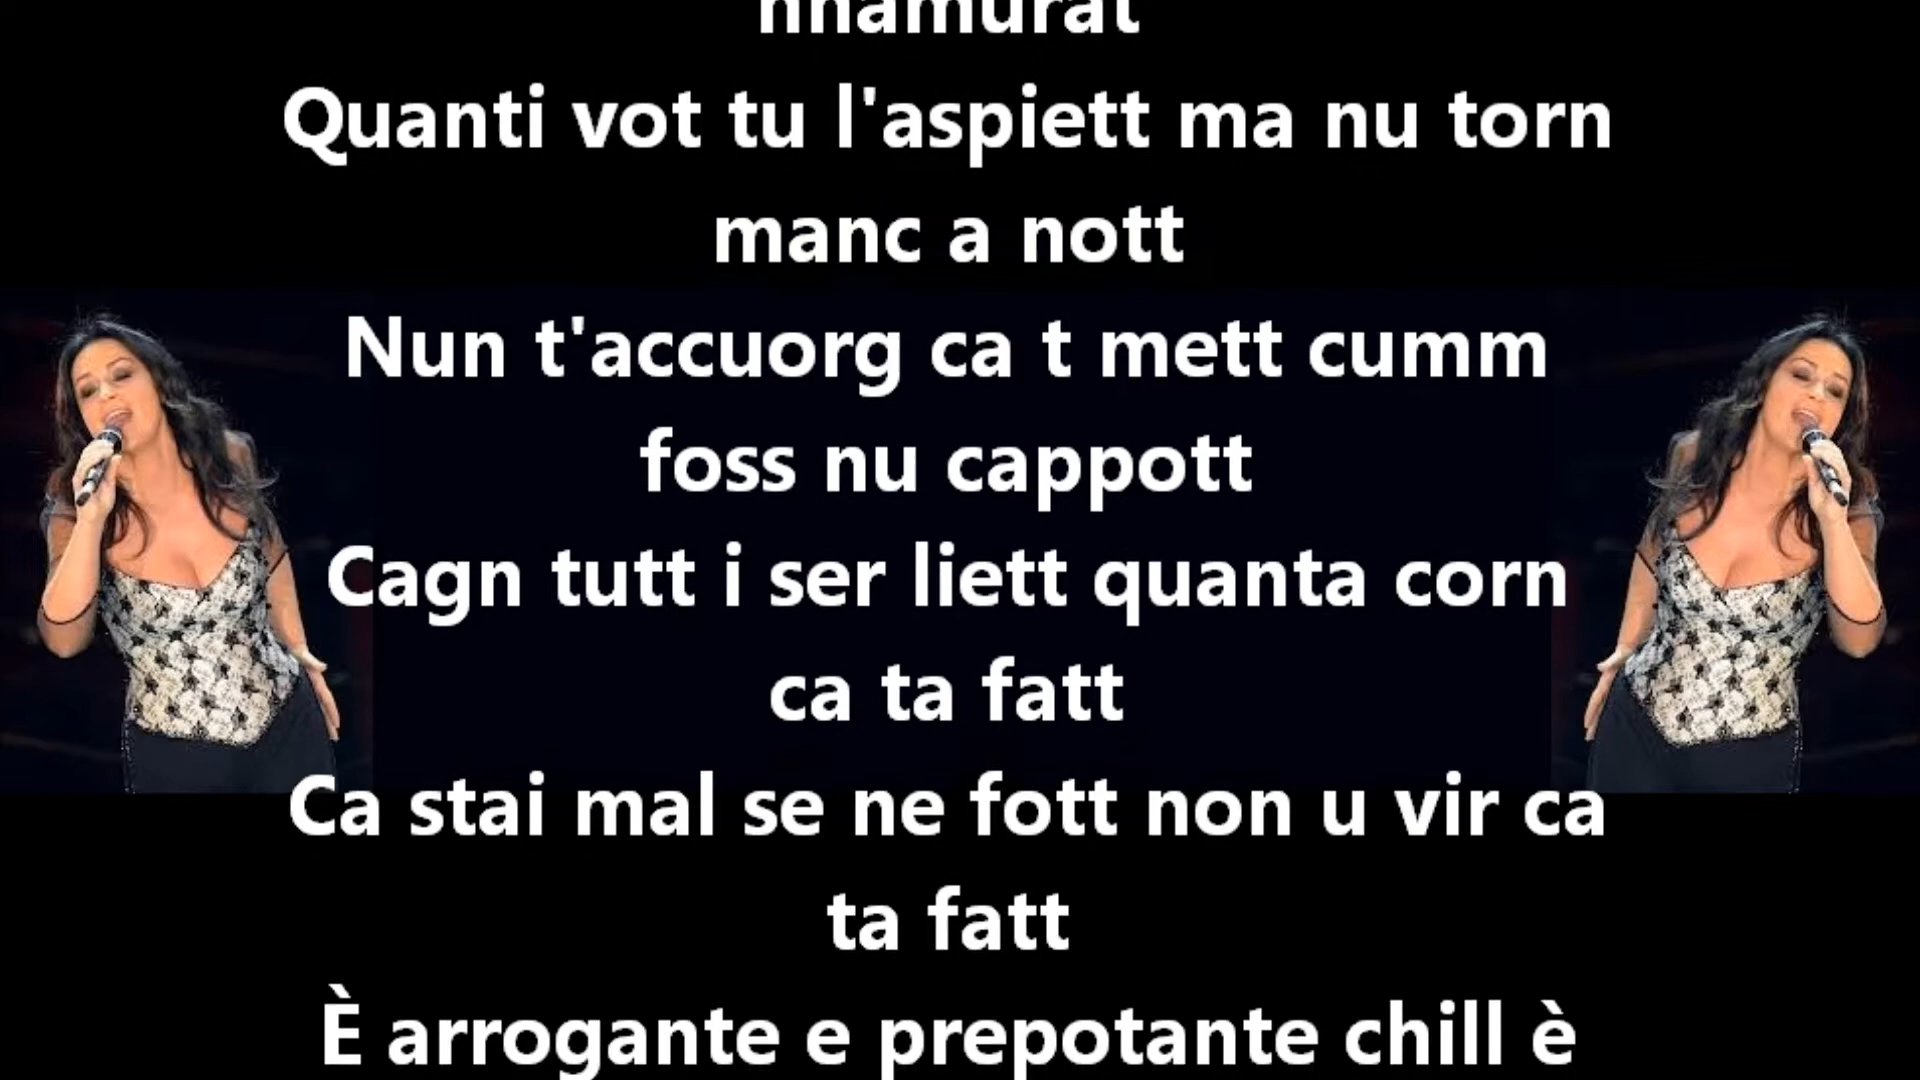 nnamurat
Quanti vot tu l'aspiett ma nu torn
manc a nott
Nun t'accuorg ca t mett cumm
foss nu cappott
Cagn tutt i ser liett quanta corn
ca ta fatt
Ca stai mal se ne fott non u vir ca
ta fatt
È arrogante e prepotante chill è